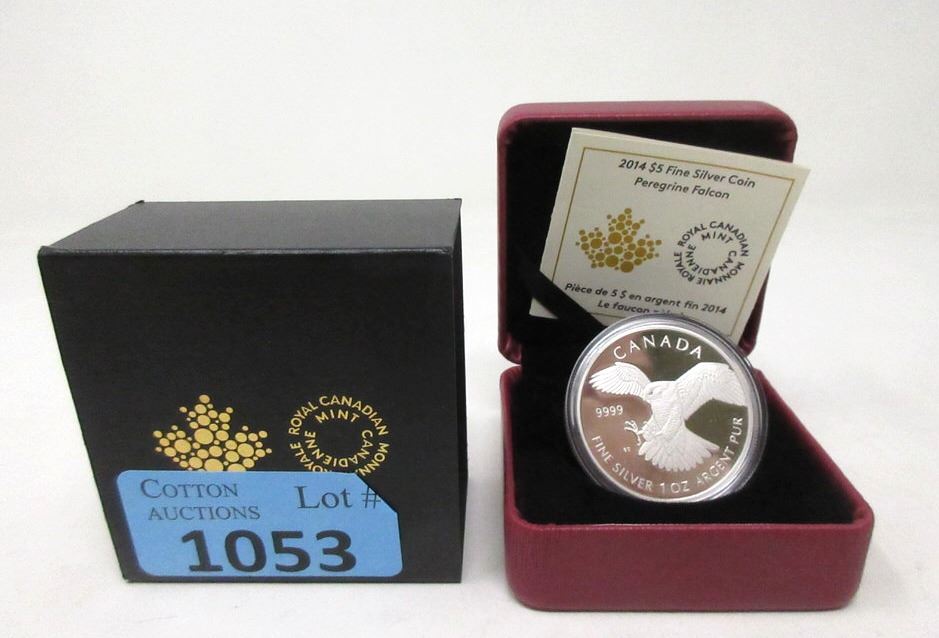 2014 $5 Fine Silver Coin
Peregrine Falcon
ROYAL CANADIAN MINT
MONNAIE ROYALE CANADIENNE
Pièce de 5 $ en argent fin 2014
Le faucon
CANADA
9999
FINE SILVER 1 OZ ARGENT PUR
ROYAL CANADIAN MINT
ROYALE CANADIENNE
COTTON
AUCTIONS
Lot #
1053